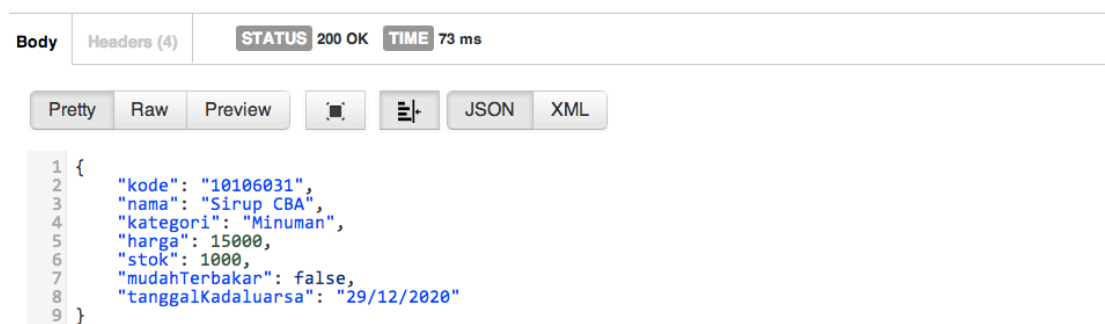 Body Headers (4) STATUS 200 OK TIME 73 ms
Pretty Raw Preview JSON XML
1 {
2 "kode": "10106031",
3 "nama": "Sirup CBA",
4 "kategori": "Minuman",
5 "harga": 15000,
6 "stok": 1000,
7 "mudahTerbakar": false,
8 "tanggalKadaluarsa": "29/12/2020"
9 }